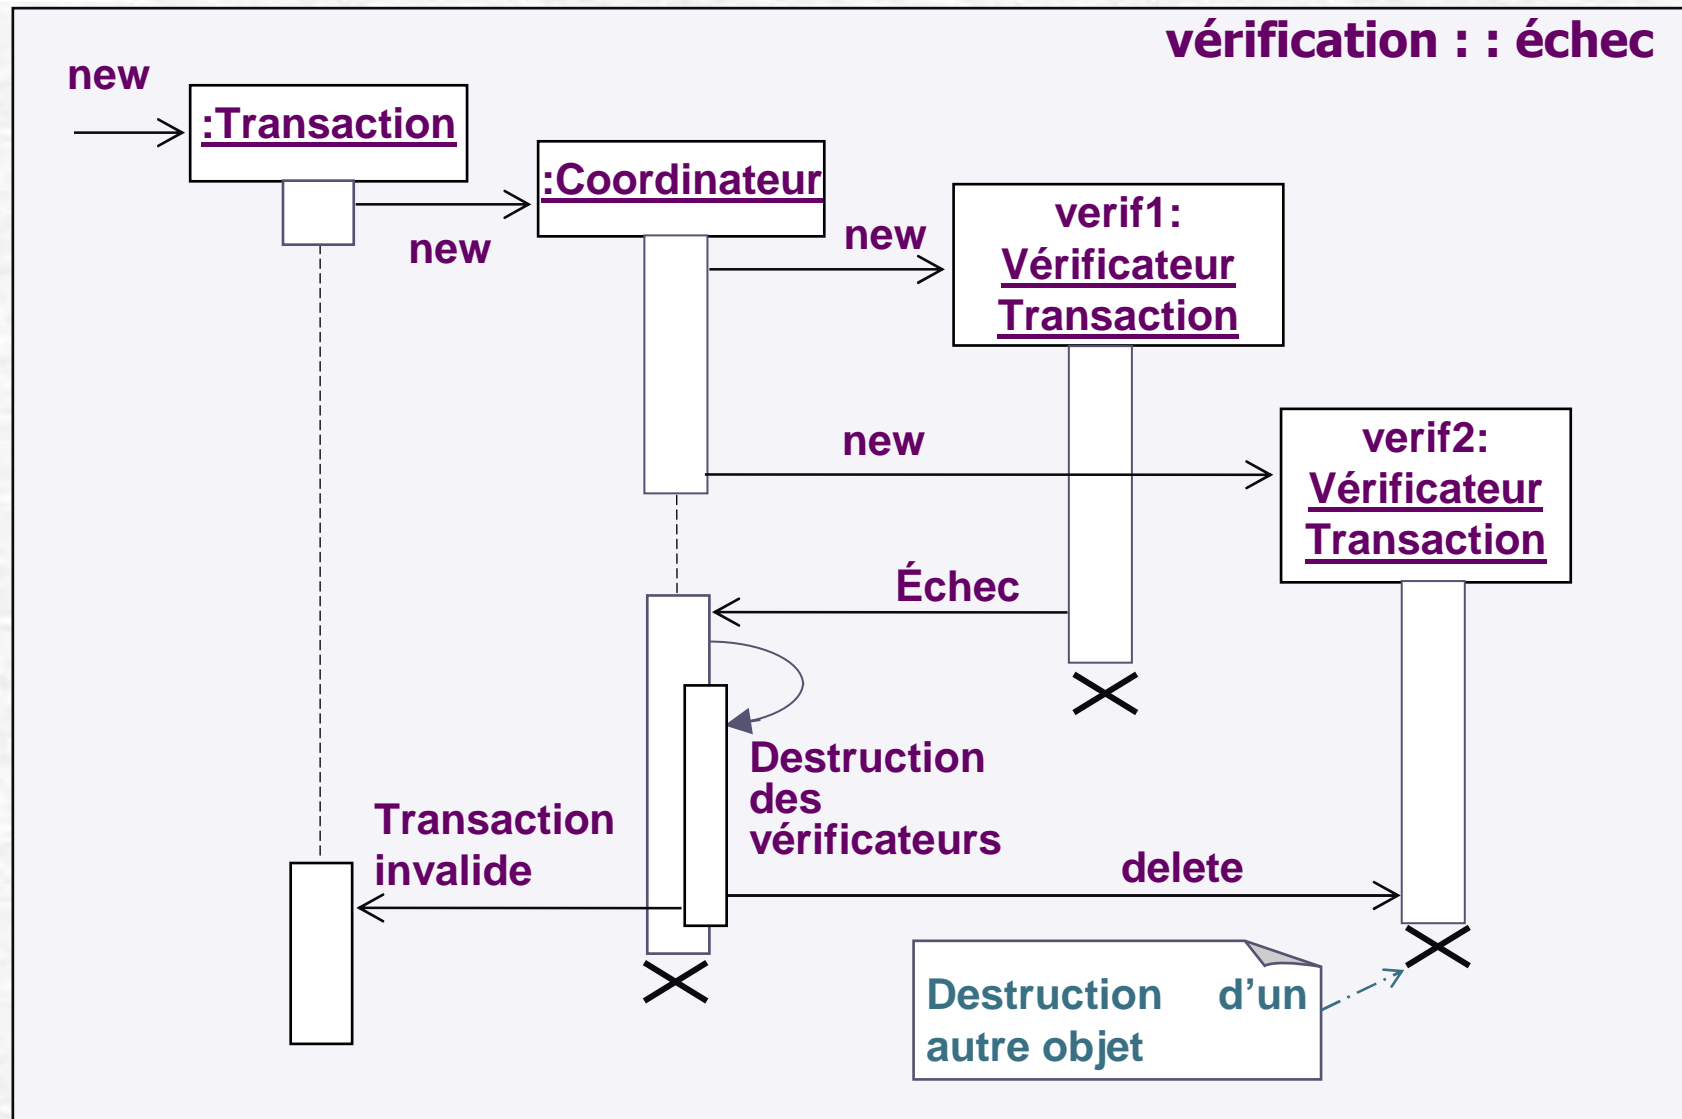 vérification : : échec
new
:Transaction
:Coordinateur
new
new
verif1:
Vérificateur
Transaction
new
verif2:
Vérificateur
Transaction
Échec
Destruction
des
vérificateurs
Transaction
invalide
delete
Destruction d’un
autre objet